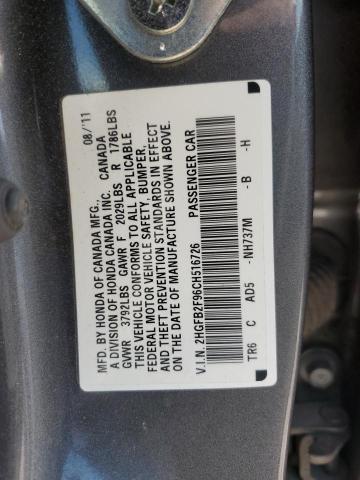 MFD. BY HONDA OF CANADA MFG., 08/'11
A DIVISION OF HONDA CANADA INC. CANADA
GVWR 3792LBS GAWR F 2029LBS R 1786LBS
THIS VEHICLE CONFORMS TO ALL APPLICABLE
FEDERAL MOTOR VEHICLE SAFETY, BUMPER,
AND THEFT PREVENTION STANDARDS IN EFFECT
ON THE DATE OF MANUFACTURE SHOWN ABOVE.
V.I.N. 2HGFB2F96CH516726 PASSENGER CAR
TR6 C AD5 -NH737M -B -H